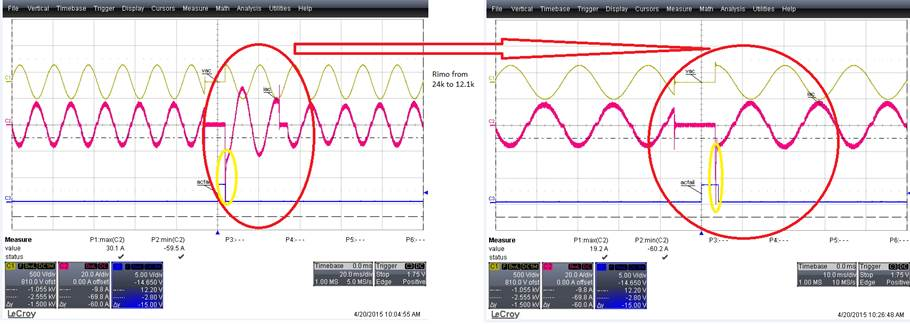 File Vertical Timebase Trigger Display Cursors Measure Math Analysis Utilities Help
vac
iac
acfail
C1
C2
C3
Measure P1:max(C2) P2:min(C2) P3:- - - P4:- - - P5:- - - P6:- - -
value 30.1 A -59.5 A
status
C1
500 V/div
810.0 V ofst
-1.055 kV
-2.555 kV
Δy -1.500 kV
20.0 A/div
0.00 A offset
-9.8 A
-69.8 A
Δy -60.0 A
5.00 V/div
-14.650 V
12.20 V
-2.80 V
Δy -15.00 V
Timebase 0.0 ms
20.0 ms/div
1.00 MS 5.0 MS/s
Trigger C3 DC
Stop 1.75 V
Edge Positive
LeCroy
4/20/2015 10:04:55 AM
Rimo from
24k to 12.1k
File Vertical Timebase Trigger Display Cursors Measure Math Analysis Utilities Help
vac
iac
acfail
C1
C2
C3
Measure P1:max(C2) P2:min(C2) P3:- - - P4:- - - P5:- - - P6:- - -
value 19.2 A -60.2 A
status
C1
500 V/div
810.0 V ofst
-1.055 kV
-2.555 kV
Δy -1.500 kV
20.0 A/div
0.00 A offset
-9.8 A
-69.8 A
Δy -60.0 A
5.00 V/div
-14.650 V
12.20 V
-2.80 V
Δy -15.00 V
Timebase 0.0 ms
10.0 ms/div
1.00 MS 10 MS/s
Trigger C3 DC
Stop 1.75 V
Edge Positive
LeCroy
4/20/2015 10:26:48 AM